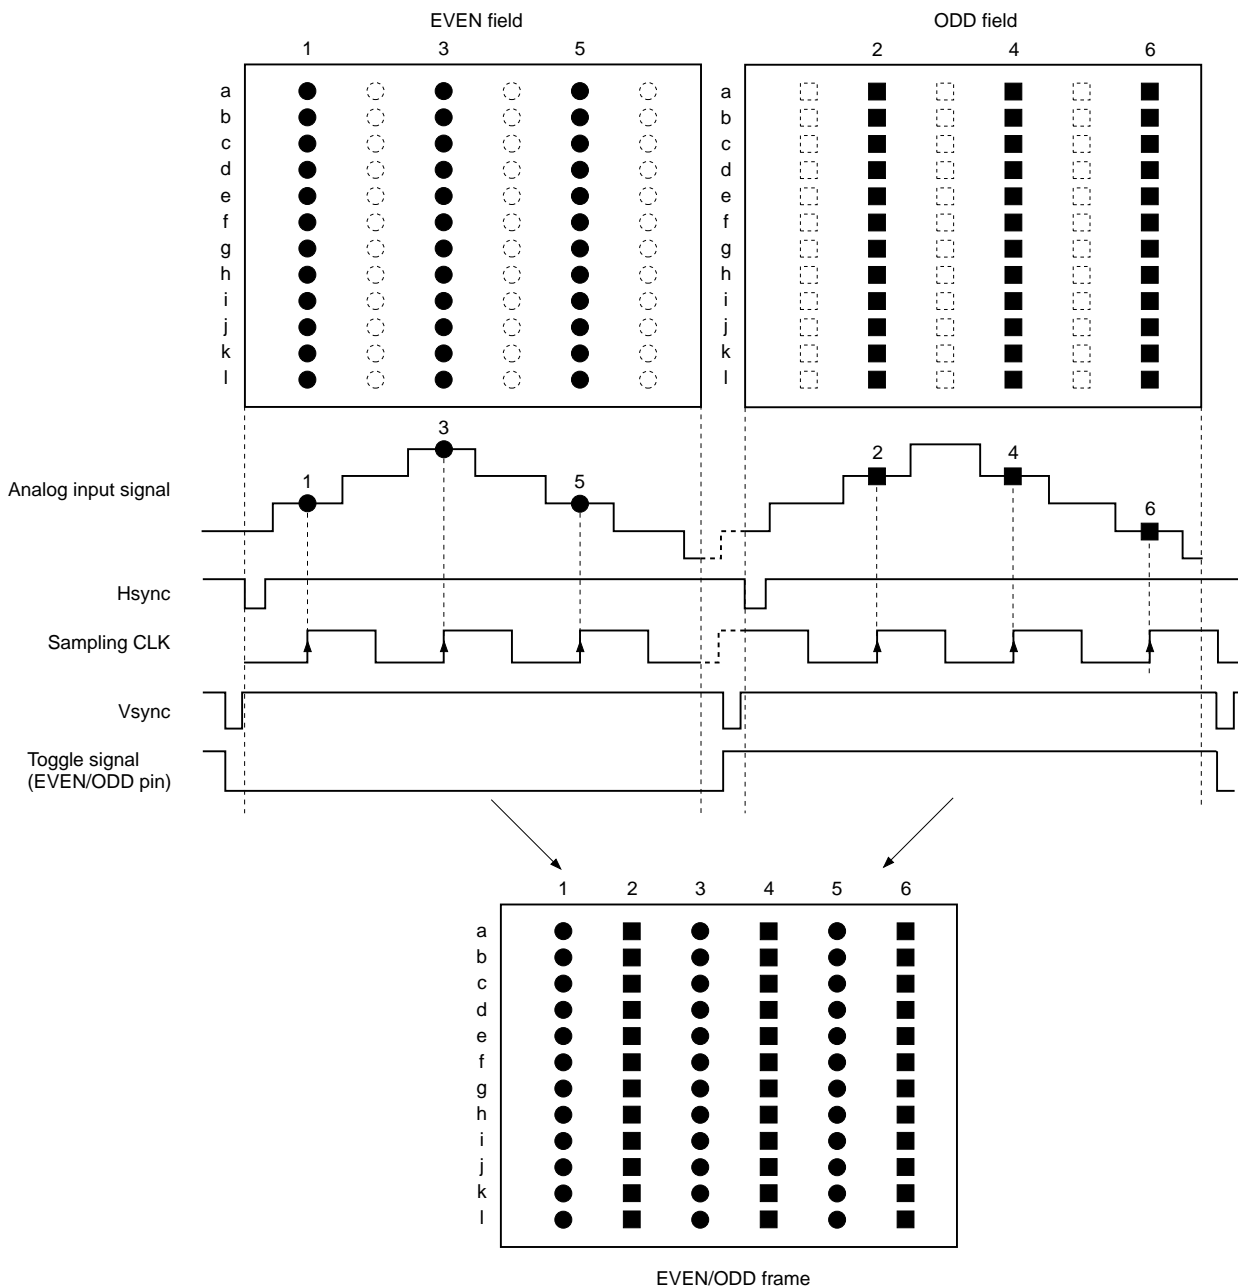 EVEN field
ODD field
1 3 5
2 4 6
a
b
c
d
e
f
g
h
i
j
k
l
a
b
c
d
e
f
g
h
i
j
k
l
Analog input signal
1
3
5
2
4
6
Hsync
Sampling CLK
Vsync
Toggle signal
(EVEN/ODD pin)
1 2 3 4 5 6
a
b
c
d
e
f
g
h
i
j
k
l
EVEN/ODD frame